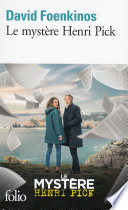 David Foenkinos
Le mystère Henri Pick
LE
MYSTÈRE
HENRI PICK
folio